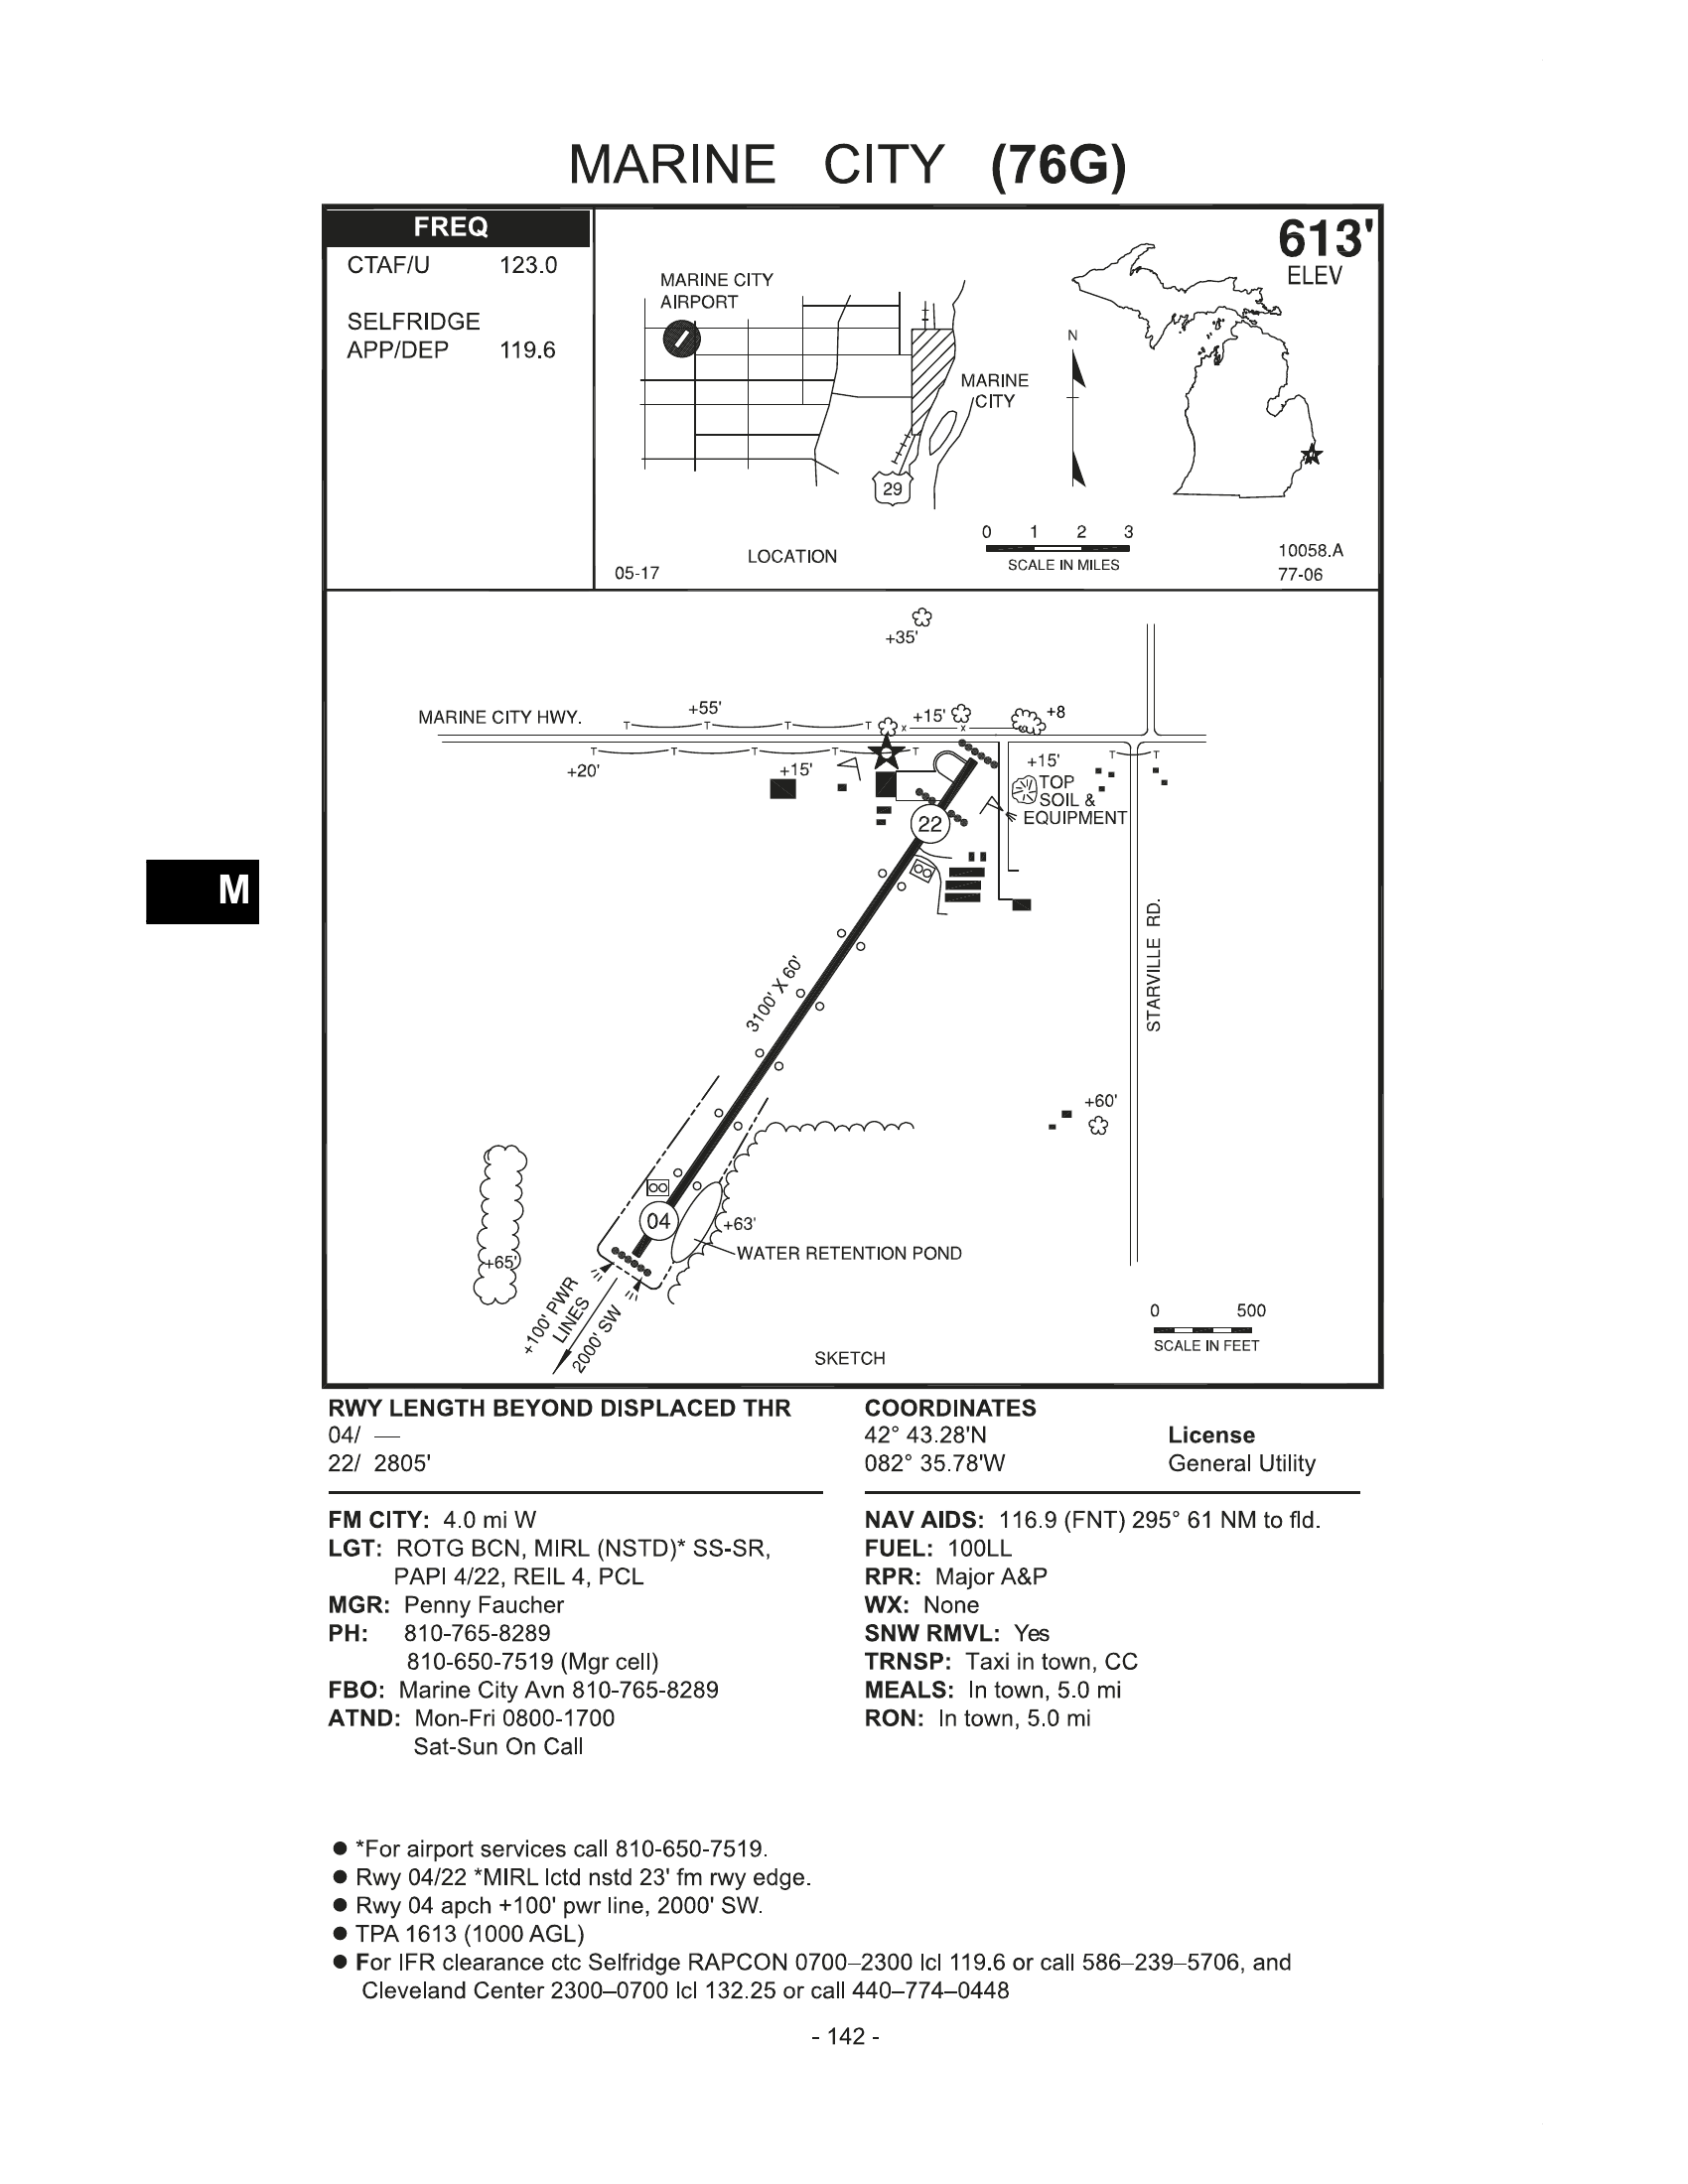 MARINE CITY (76G)
FREQ
CTAF/U 123.0
SELFRIDGE
APP/DEP 119.6
613'
ELEV
MARINE CITY
AIRPORT
N
MARINE
CITY
29
0 1 2 3
SCALE IN MILES
LOCATION
05-17
10058.A
77-06
+35'
MARINE CITY HWY.
+55'
T T T T
x +15' x
+8
T T T T T
+20'
+15'
+15'
T T
TOP
SOIL &
EQUIPMENT
22
M
3100' X 60'
STARVILLE RD.
+60'
04
+63'
WATER RETENTION POND
+65'
+100' PWR
LINES
2000' SW
0 500
SCALE IN FEET
SKETCH
RWY LENGTH BEYOND DISPLACED THR
04/ —
22/ 2805'
COORDINATES
42° 43.28'N
082° 35.78'W
License
General Utility
FM CITY: 4.0 mi W
LGT: ROTG BCN, MIRL (NSTD)* SS-SR,
PAPI 4/22, REIL 4, PCL
MGR: Penny Faucher
PH: 810-765-8289
810-650-7519 (Mgr cell)
FBO: Marine City Avn 810-765-8289
ATND: Mon-Fri 0800-1700
Sat-Sun On Call
NAV AIDS: 116.9 (FNT) 295° 61 NM to fld.
FUEL: 100LL
RPR: Major A&P
WX: None
SNW RMVL: Yes
TRNSP: Taxi in town, CC
MEALS: In town, 5.0 mi
RON: In town, 5.0 mi
● *For airport services call 810-650-7519.
● Rwy 04/22 *MIRL lctd nstd 23' fm rwy edge.
● Rwy 04 apch +100' pwr line, 2000' SW.
● TPA 1613 (1000 AGL)
● For IFR clearance ctc Selfridge RAPCON 0700–2300 lcl 119.6 or call 586–239–5706, and
Cleveland Center 2300–0700 lcl 132.25 or call 440–774–0448
- 142 -